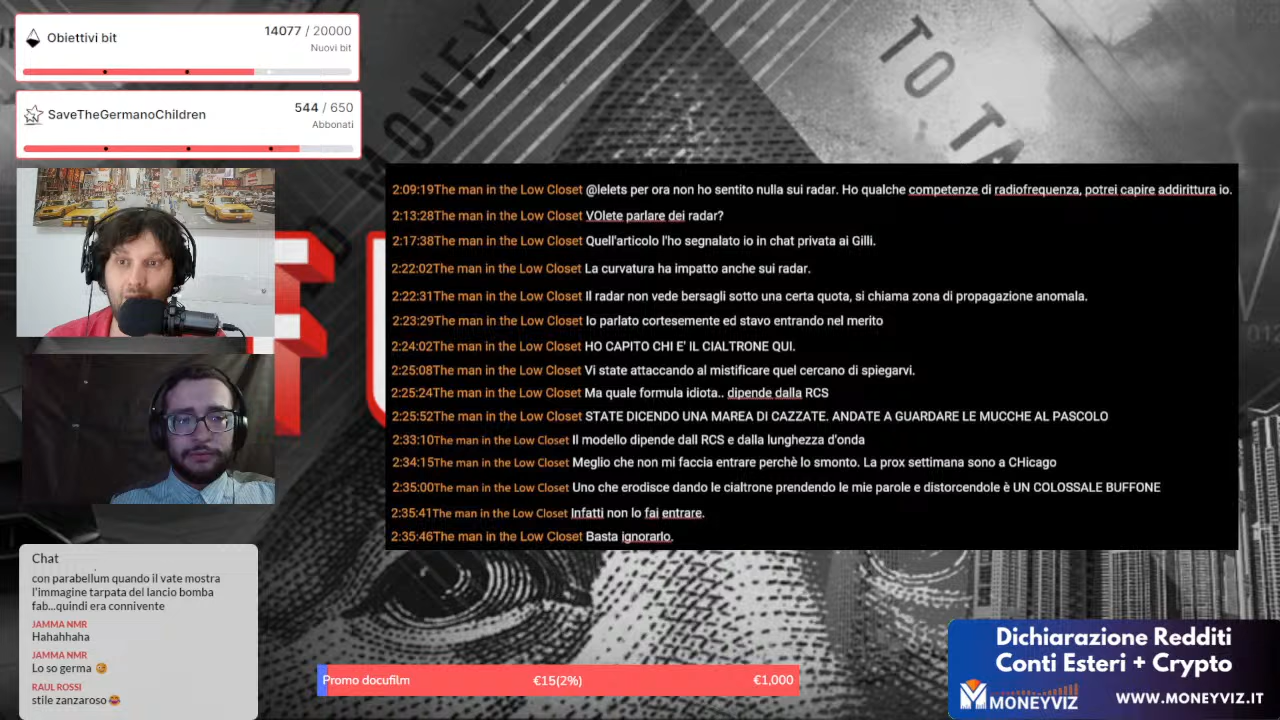 Obiettivi bit
14077 / 20000
Nuovi bit
SaveTheGermanoChildren
544 / 650
Abbonati
MONEY,
TO TA
2:09:19The man in the Low Closet @lelets per ora non ho sentito nulla sui radar. Ho qualche competenze di radiofrequenza, potrei capire addirittura io.
2:13:28The man in the Low Closet VOlete parlare dei radar?
2:17:38The man in the Low Closet Quell'articolo l'ho segnalato io in chat privata ai Gilli.
2:22:02The man in the Low Closet La curvatura ha impatto anche sui radar.
2:22:31The man in the Low Closet Il radar non vede bersagli sotto una certa quota, si chiama zona di propagazione anomala.
2:23:29The man in the Low Closet Io parlato cortesemente ed stavo entrando nel merito
2:24:02The man in the Low Closet HO CAPITO CHI E' IL CIALTRONE QUI.
2:25:08The man in the Low Closet Vi state attaccando al mistificare quel cercano di spiegarvi.
2:25:24The man in the Low Closet Ma quale formula idiota.. dipende dalla RCS
2:25:52The man in the Low Closet STATE DICENDO UNA MAREA DI CAZZATE. ANDATE A GUARDARE LE MUCCHE AL PASCOLO
2:33:10The man in the Low Closet Il modello dipende dall RCS e dalla lunghezza d'onda
2:34:15The man in the Low Closet Meglio che non mi faccia entrare perchè lo smonto. La prox settimana sono a CHicago
2:35:00The man in the Low Closet Uno che erodisce dando le cialtrone prendendo le mie parole e distorcendole è UN COLOSSALE BUFFONE
2:35:41The man in the Low Closet Infatti non lo fai entrare.
2:35:46The man in the Low Closet Basta ignorarlo.
Chat
con parabellum quando il vate mostra
l'immagine tarpata del lancio bomba
fab...quindi era connivente
JAMMA NMR
Hahahhaha
JAMMA NMR
Lo so germa 🥲
RAUL ROSSI
stile zanzaroso😂
Promo docufilm
€15(2%)
€1,000
Dichiarazione Redditi
Conti Esteri + Crypto
MONEYVIZ
WWW.MONEYVIZ.IT